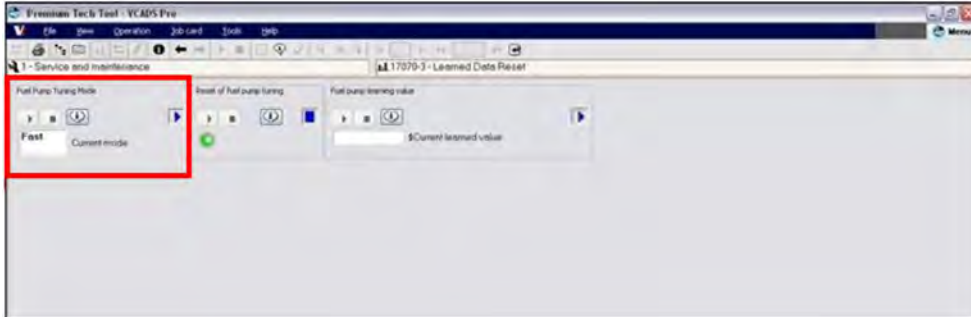 Premium Tech Tool - VCADS Pro
V File View Operation Job card Tools Help Menu
1 - Service and maintenance
17070-3 - Learned Data Reset
Fuel Pump Tuning Mode
Reset of fuel pump tuning
Fuel pump learning value
Fast
Current mode
$Current learned value